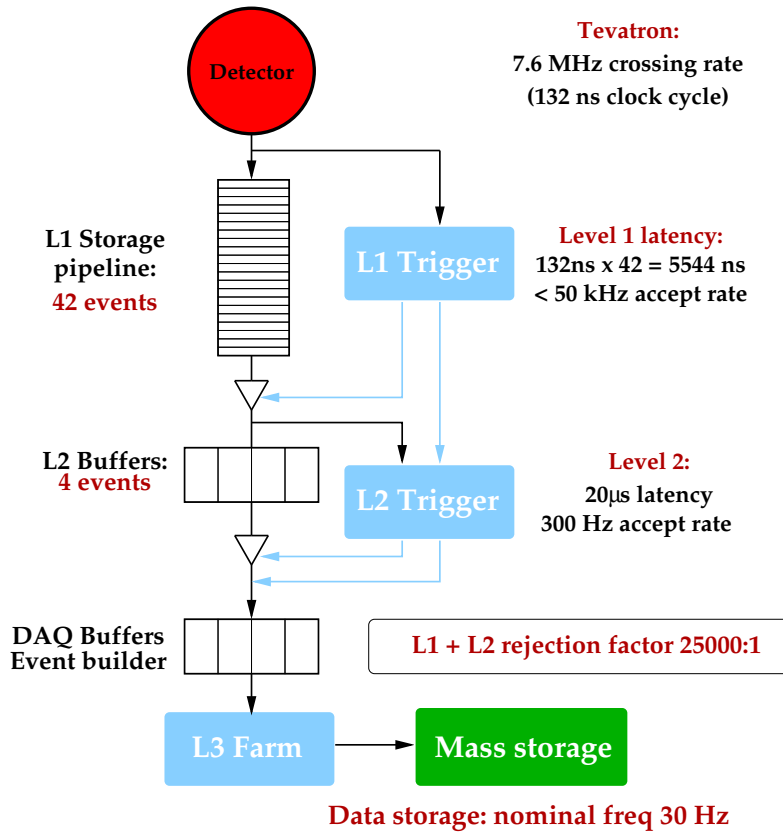 Detector
Tevatron:
7.6 MHz crossing rate
(132 ns clock cycle)
L1 Storage
pipeline:
42 events
L1 Trigger
Level 1 latency:
132ns x 42 = 5544 ns
< 50 kHz accept rate
L2 Buffers:
4 events
L2 Trigger
Level 2:
20µs latency
300 Hz accept rate
DAQ Buffers
Event builder
L1 + L2 rejection factor 25000:1
L3 Farm
Mass storage
Data storage: nominal freq 30 Hz